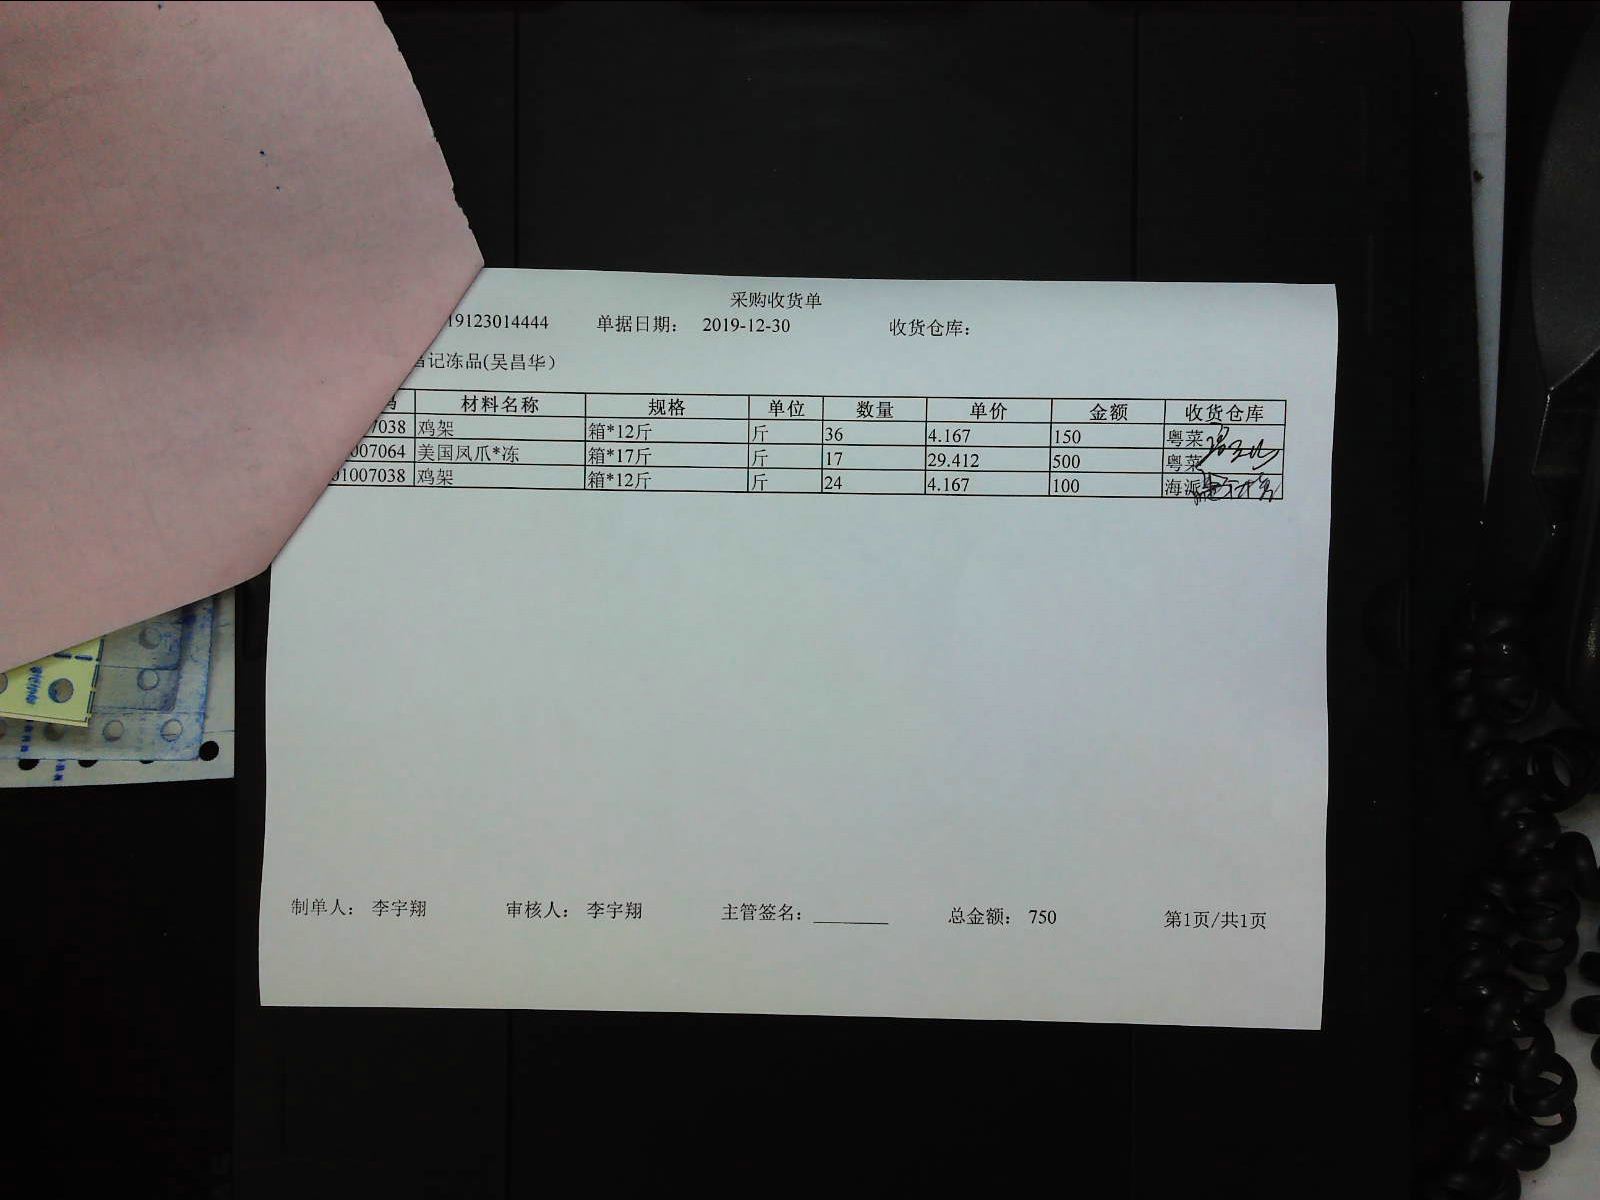 采购收货单
19123014444 单据日期： 2019-12-30 收货仓库：
记冻品(吴昌华)
材料名称 规格 单位 数量 单价 金额 收货仓库
7038 鸡架 箱*12斤 斤 36 4.167 150 粤菜
007064 美国凤爪*冻 箱*17斤 斤 17 29.412 500 粤菜
01007038 鸡架 箱*12斤 斤 24 4.167 100 海派
制单人： 李宇翔 审核人： 李宇翔 主管签名： 总金额： 750 第1页/共1页